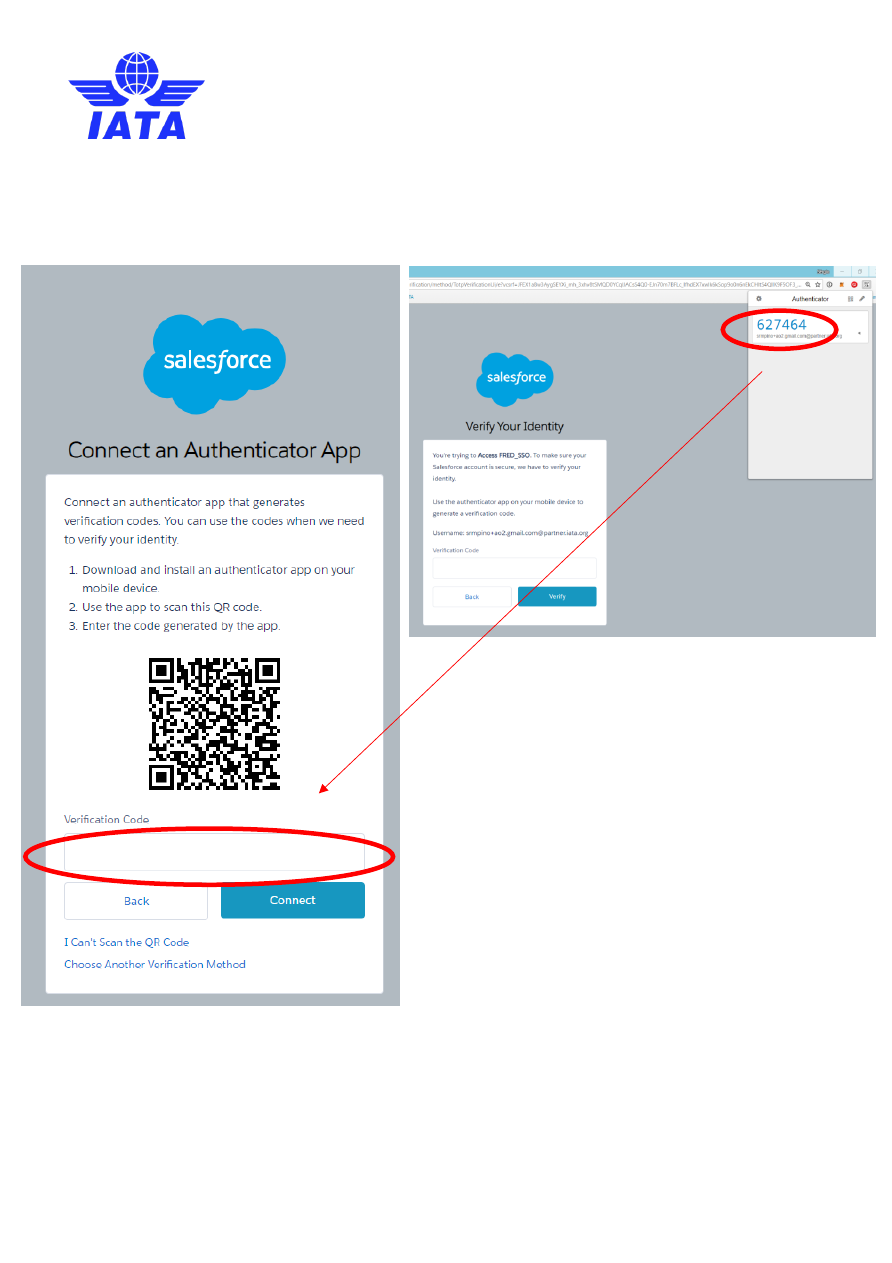 IATA
salesforce
Connect an Authenticator App
Connect an authenticator app that generates
verification codes. You can use the codes when we need
to verify your identity.
1. Download and install an authenticator app on your
mobile device.
2. Use the app to scan this QR code.
3. Enter the code generated by the app.
Verification Code
Back
Connect
I Can't Scan the QR Code
Choose Another Verification Method
Authenticator
627464
salesforce
Verify Your Identity
You're trying to Access FRED_SSO. To make sure your
Salesforce account is secure, we have to verify your
identity.
Use the authenticator app on your mobile device to
generate a verification code.
Username: srmpino+ao2.gmail.com@partner.iata.org
Verification Code
Back
Verify